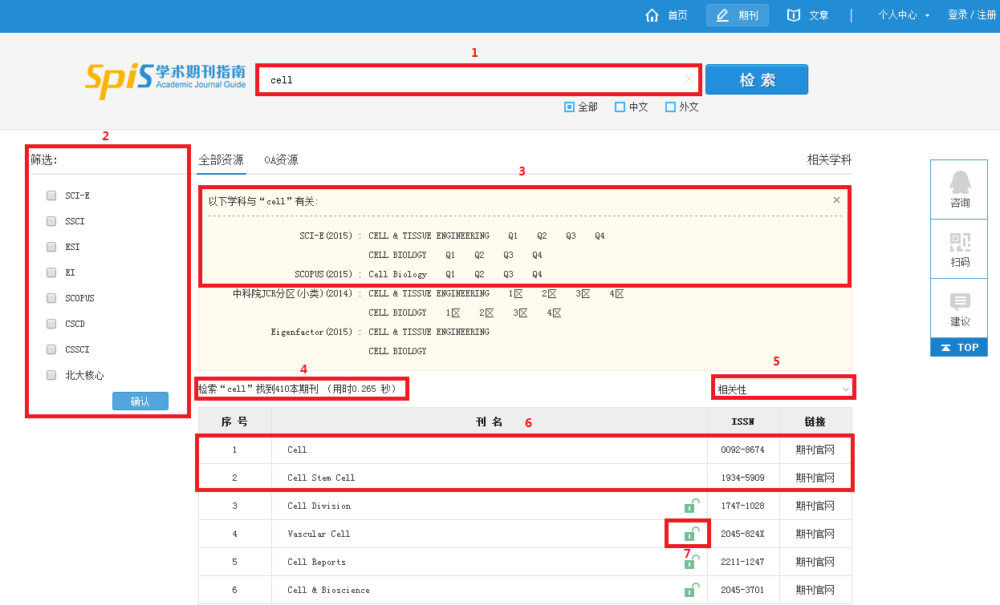 首页 期刊 文章 | 个人中心 登录 / 注册
1
Spis 学术期刊指南
Academic Journal Guide
cell
检 索
全部 中文 外文
2
筛选:
SCI-E
SSCI
ESI
EI
SCOPUS
CSCD
CSSCI
北大核心
确认
全部资源 OA资源 相关学科
3
以下学科与“cell”有关:
SCI-E(2015) : CELL & TISSUE ENGINEERING Q1 Q2 Q3 Q4
CELL BIOLOGY Q1 Q2 Q3 Q4
SCOPUS(2015) : Cell Biology Q1 Q2 Q3 Q4
中科院JCR分区(小类)(2014) : CELL & TISSUE ENGINEERING 1区 2区 3区 4区
CELL BIOLOGY 1区 2区 3区 4区
Eigenfactor(2015) : CELL & TISSUE ENGINEERING
CELL BIOLOGY
4
检索“cell”找到410本期刊 (用时0.265 秒)
5
相关性
序 号 刊 名 ISSN 链接
6
1 Cell 0092-8674 期刊官网
2 Cell Stem Cell 1934-5909 期刊官网
3 Cell Division 1747-1028 期刊官网
4 Vascular Cell 2045-824X 期刊官网
7
5 Cell Reports 2211-1247 期刊官网
6 Cell & Bioscience 2045-3701 期刊官网
咨询
扫码
建议
TOP